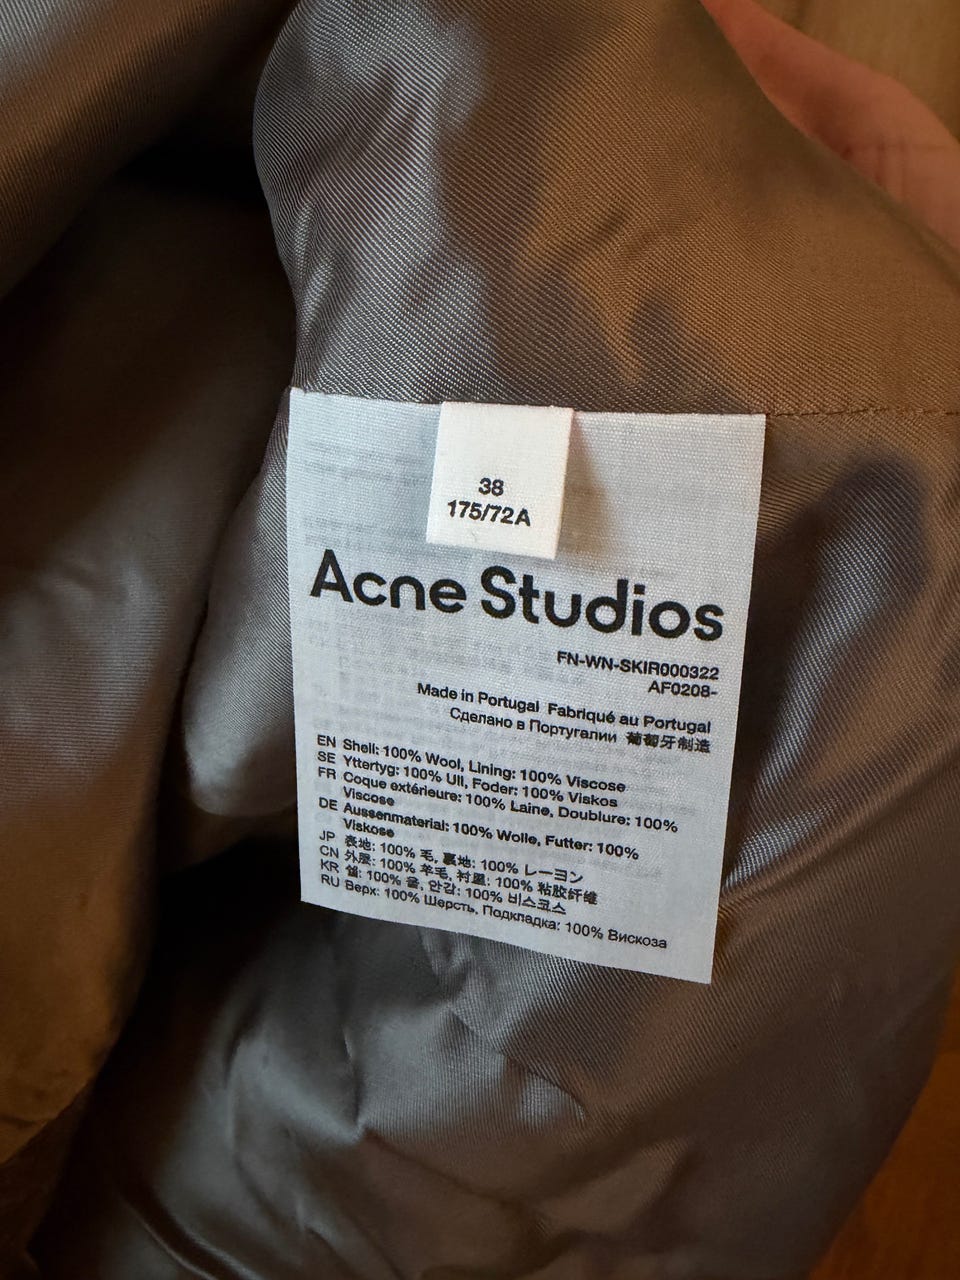 38
175/72A
Acne Studios
FN-WN-SKIR000322
AF0208-
Made in Portugal Fabriqué au Portugal
Сделано в Португалии 葡萄牙制造
EN Shell: 100% Wool, Lining: 100% Viscose
SE Yttertyg: 100% Ull, Foder: 100% Viskos
FR Coque extérieure: 100% Laine, Doublure: 100%
Viscose
DE Aussenmaterial: 100% Wolle, Futter: 100%
Viskose
JP 表地: 100% 毛, 裏地: 100% レーヨン
CN 外层: 100% 羊毛, 衬里: 100% 粘胶纤维
KR 쉘: 100% 울, 안감: 100% 비스코스
RU Верх: 100% Шерсть, Подкладка: 100% Вискоза